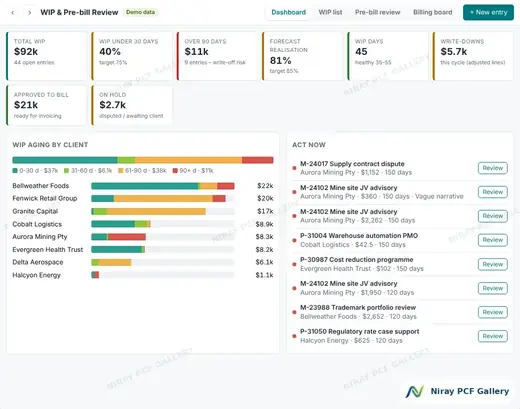 WIP & Pre-bill Review Demo data Dashboard WIP list Pre-bill review Billing board + New entry
TOTAL WIP
$92k
44 open entries
WIP UNDER 30 DAYS
40%
target 75%
OVER 90 DAYS
$11k
9 entries – write-off risk
FORECAST REALISATION
81%
target 85%
WIP DAYS
45
healthy 35–55
WRITE-DOWNS
$5.7k
this cycle (adjusted lines)
APPROVED TO BILL
$21k
ready for invoicing
ON HOLD
$2.7k
disputed / awaiting client
WIP AGING BY CLIENT
0-30 d · $37k 31-60 d · $6.1k 61-90 d · $38k 90+ d · $11k
Bellweather Foods $22k
Fenwick Retail Group $20k
Granite Capital $17k
Cobalt Logistics $8.9k
Aurora Mining Pty $8.3k
Evergreen Health Trust $8.2k
Delta Aerospace $6.1k
Halcyon Energy $1.1k
ACT NOW
M-24017 Supply contract dispute
Aurora Mining Pty · $1,152 · 150 days
Review
M-24102 Mine site JV advisory
Aurora Mining Pty · $360 · 150 days · Vague narrative
Review
M-24102 Mine site JV advisory
Aurora Mining Pty · $2,262 · 150 days
Review
P-31004 Warehouse automation PMO
Cobalt Logistics · $42.5 · 150 days
Review
P-30987 Cost reduction programme
Evergreen Health Trust · $102 · 150 days
Review
M-24102 Mine site JV advisory
Aurora Mining Pty · $1,950 · 120 days
Review
M-23988 Trademark portfolio review
Bellweather Foods · $2,652 · 120 days
Review
P-31050 Regulatory rate case support
Halcyon Energy · $625 · 120 days
Review
NIRAY PCF GALLERY
Niray PCF Gallery